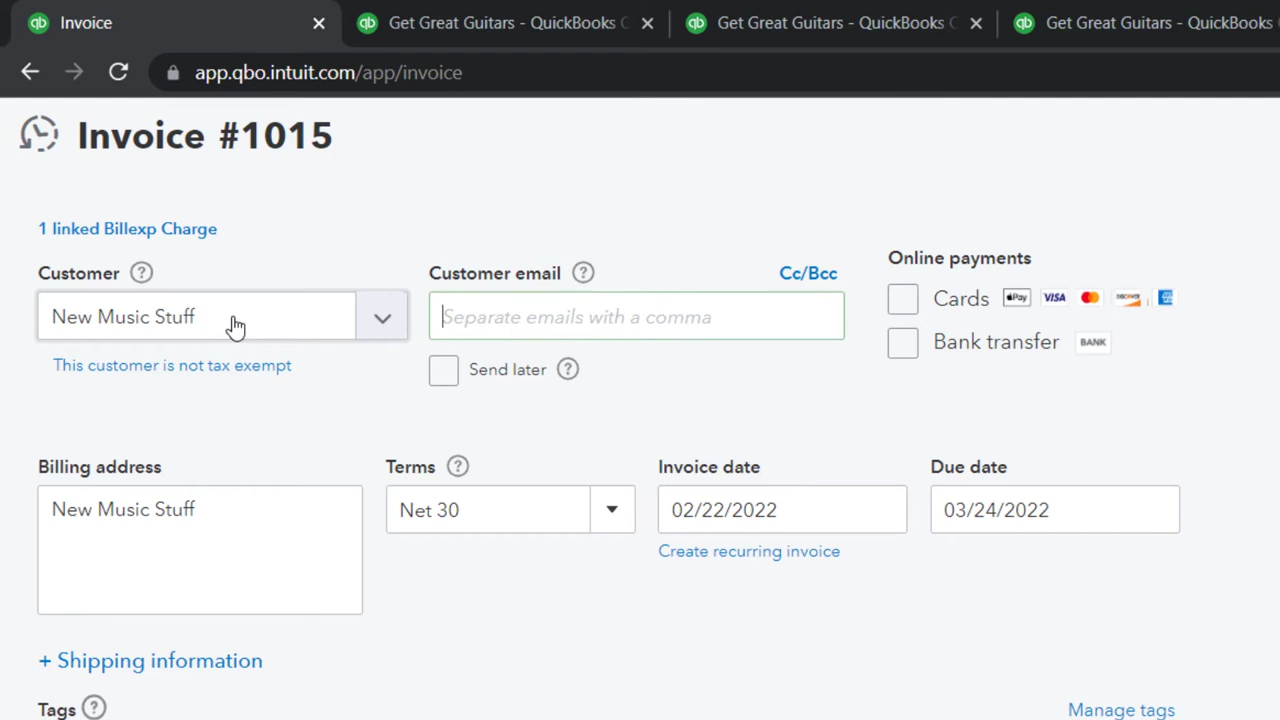 Invoice
Get Great Guitars - QuickBooks
Get Great Guitars - QuickBooks
Get Great Guitars - QuickBooks
app.qbo.intuit.com/app/invoice
Invoice #1015
1 linked Billexp Charge
Customer ?
Customer email ?
Cc/Bcc
Online payments
New Music Stuff
Separate emails with a comma
Cards Pay VISA DISCOVER
Bank transfer BANK
This customer is not tax exempt
Send later ?
Billing address
Terms ?
Invoice date
Due date
New Music Stuff
Net 30
02/22/2022
03/24/2022
Create recurring invoice
+ Shipping information
Tags ?
Manage tags